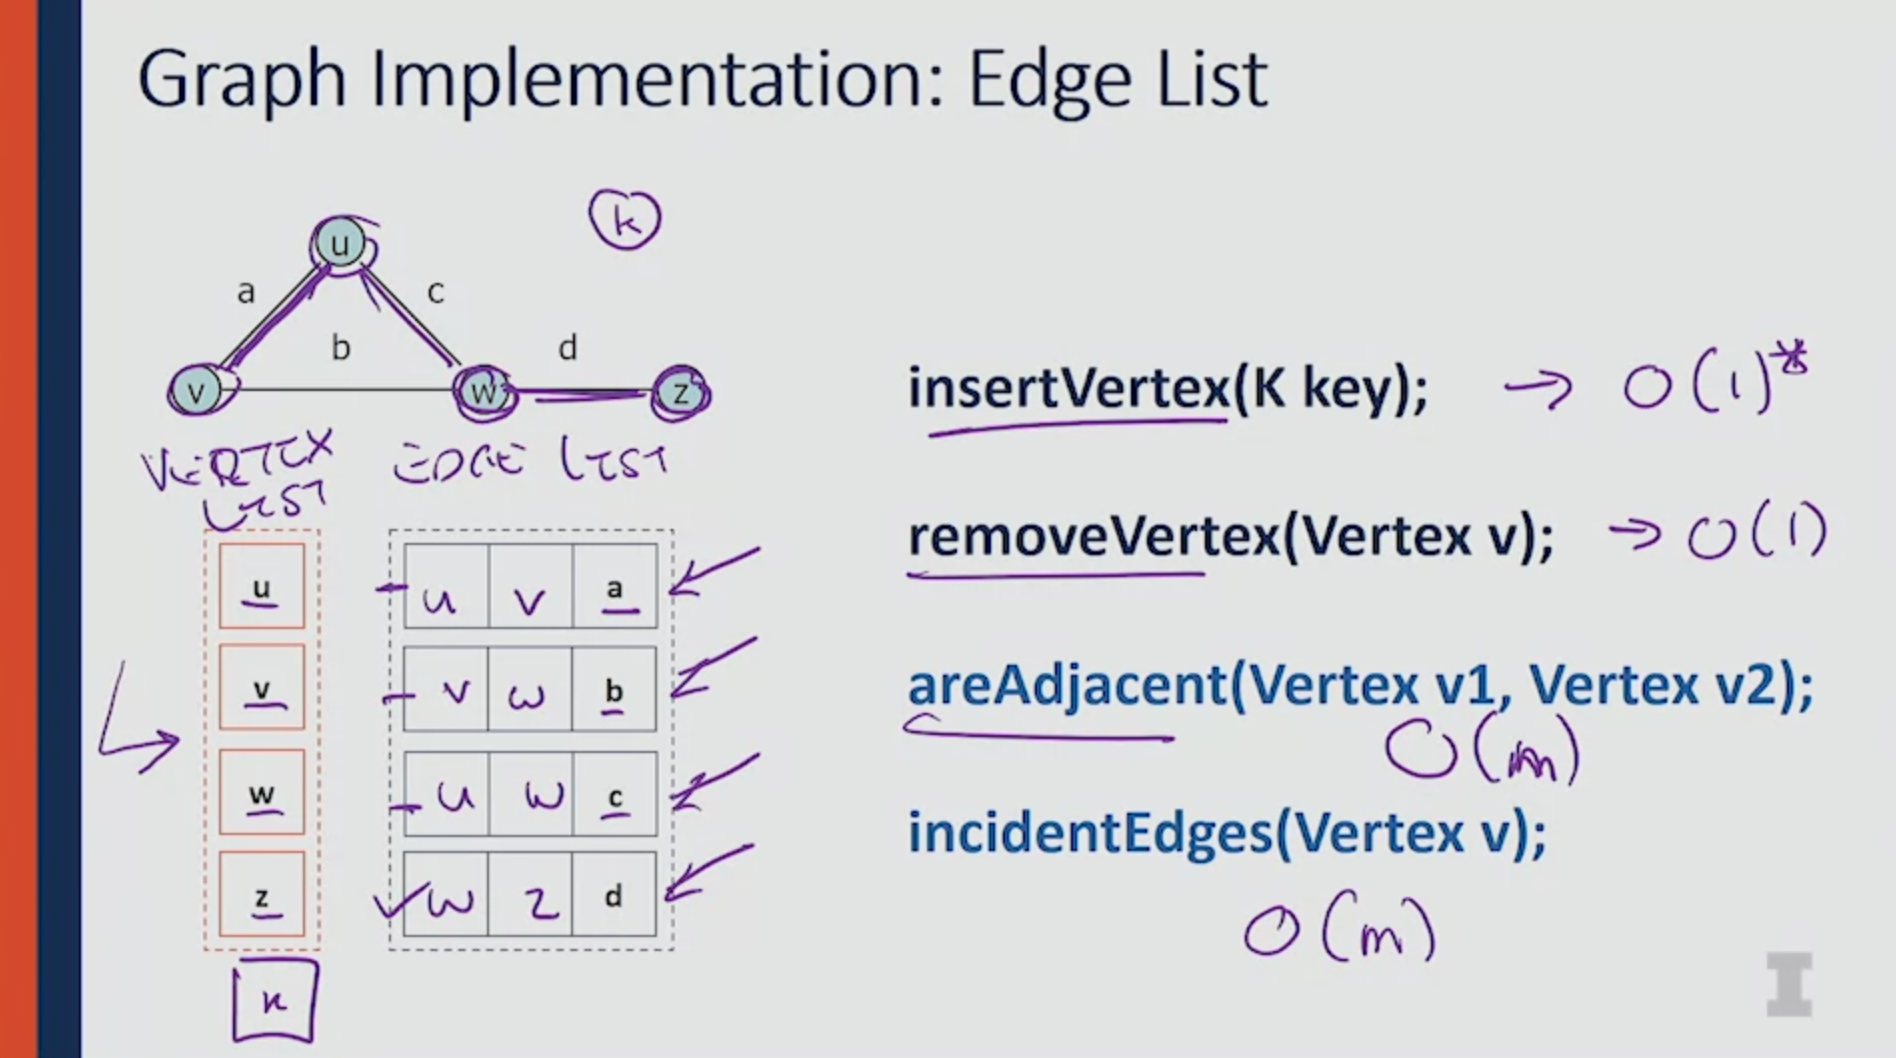 Graph Implementation: Edge List
k
u
a
c
b
d
v
w
z
VERTEX
LIST
EDGE LIST
u
u v a
v
v w b
w
u w c
z
w z d
k
insertVertex(K key); → O(1)*
removeVertex(Vertex v); → O(1)
areAdjacent(Vertex v1, Vertex v2);
O(m)
incidentEdges(Vertex v);
O(m)
I